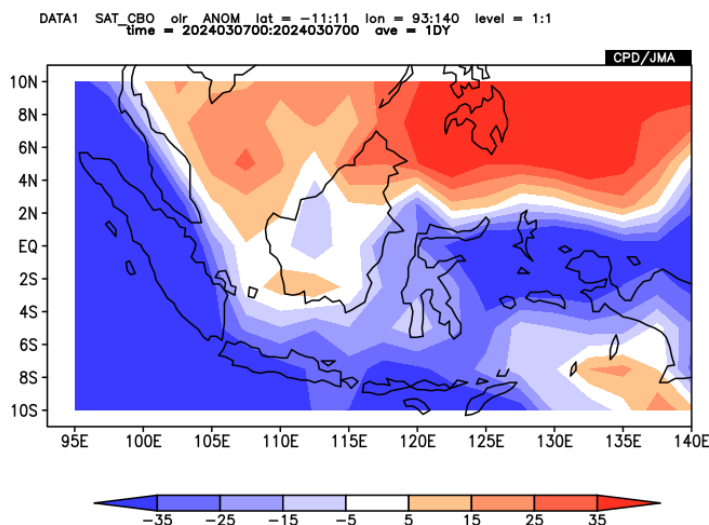 DATA1 SAT_CBO olr ANOM lat = -11:11 lon = 93:140 level = 1:1
time = 2024030700:2024030700 ave = 1DY
CPD/JMA
10N
8N
6N
4N
2N
EQ
2S
4S
6S
8S
10S
95E 100E 105E 110E 115E 120E 125E 130E 135E 140E
-35 -25 -15 -5 5 15 25 35